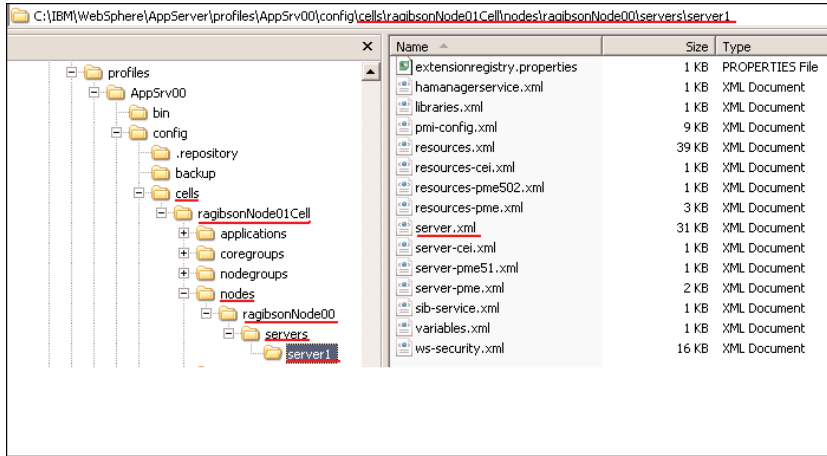 C:\IBM\WebSphere\AppServer\profiles\AppSrv00\config\cells\ragibsonNode01Cell\nodes\ragibsonNode00\servers\server1
x
profiles
AppSrv00
bin
config
.repository
backup
cells
ragibsonNode01Cell
applications
coregroups
nodegroups
nodes
ragibsonNode00
servers
server1
Name Size Type
extensionregistry.properties 1 KB PROPERTIES File
hamanagerservice.xml 1 KB XML Document
libraries.xml 1 KB XML Document
pmi-config.xml 9 KB XML Document
resources.xml 39 KB XML Document
resources-cei.xml 1 KB XML Document
resources-pme502.xml 1 KB XML Document
resources-pme.xml 3 KB XML Document
server.xml 31 KB XML Document
server-cei.xml 1 KB XML Document
server-pme51.xml 1 KB XML Document
server-pme.xml 2 KB XML Document
sib-service.xml 1 KB XML Document
variables.xml 1 KB XML Document
ws-security.xml 16 KB XML Document